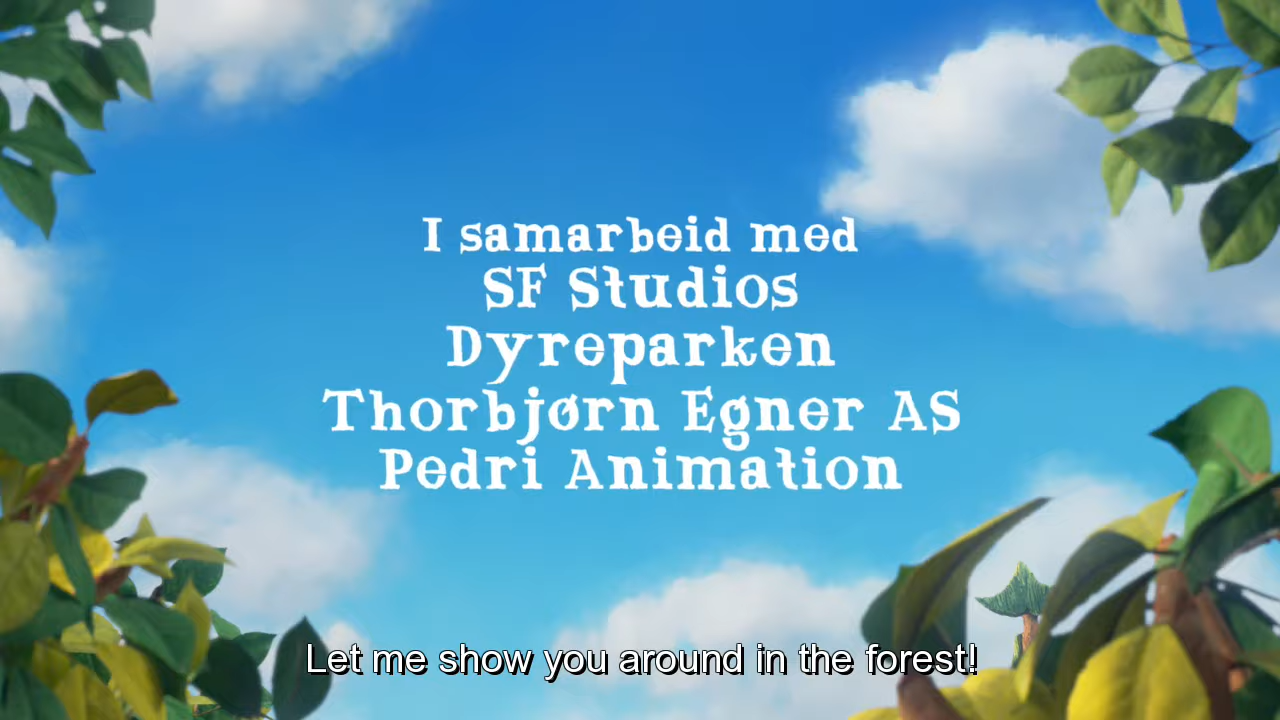 I samarbeid med
SF Studios
Dyreparken
Thorbjørn Egner AS
Pedri Animation
Let me show you around in the forest!